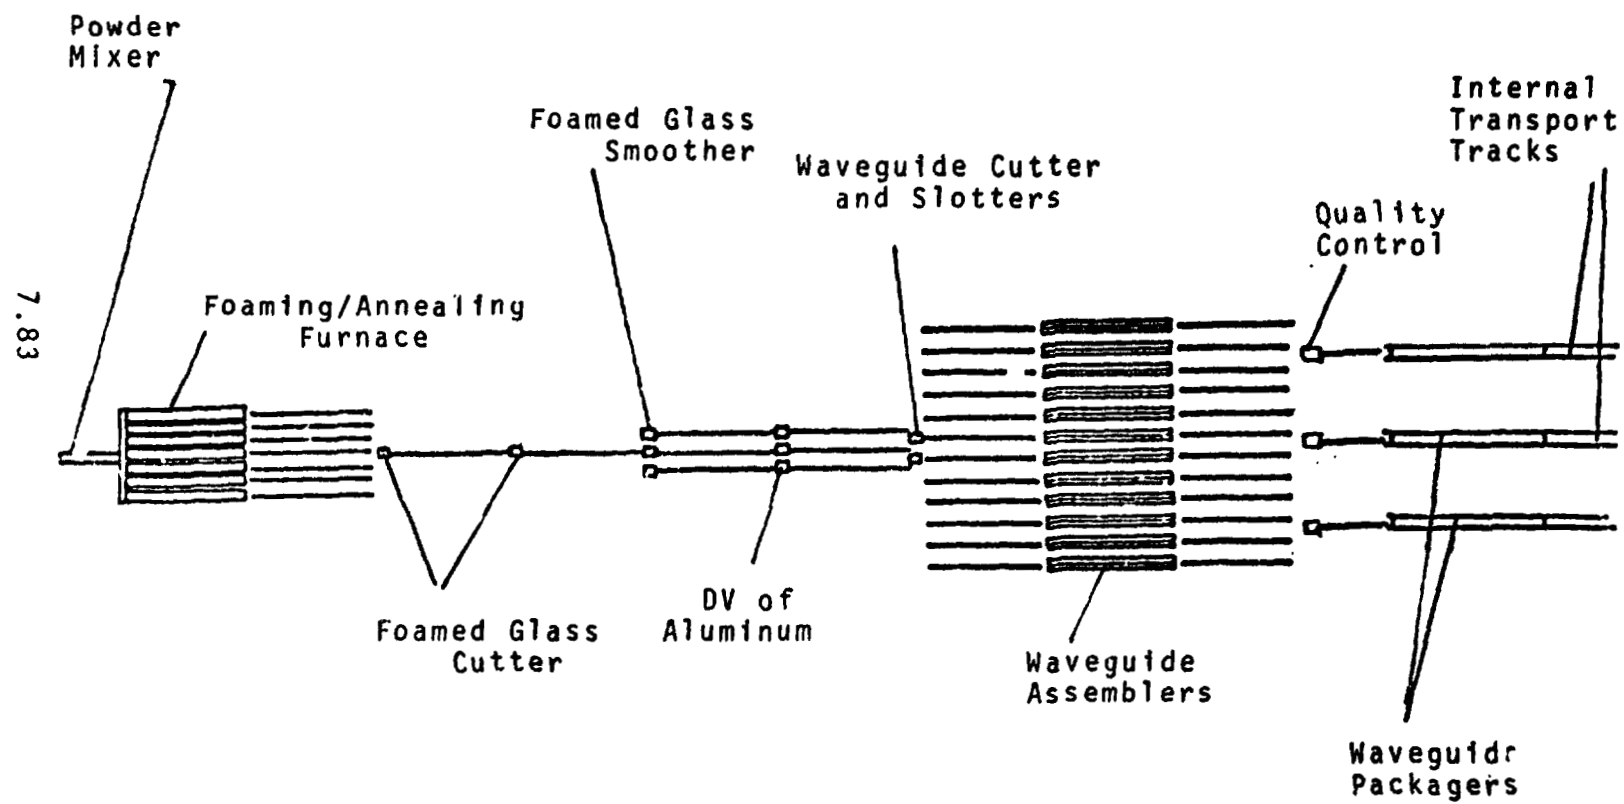 Powder
Mixer
Foamed Glass
Smoother
Waveguide Cutter
and Slotters
Internal
Transport
Tracks
Quality
Control
7.83
Foaming/Annealing
Furnace
Foamed Glass
Cutter
DV of
Aluminum
Waveguide
Assemblers
Waveguide
Packagers